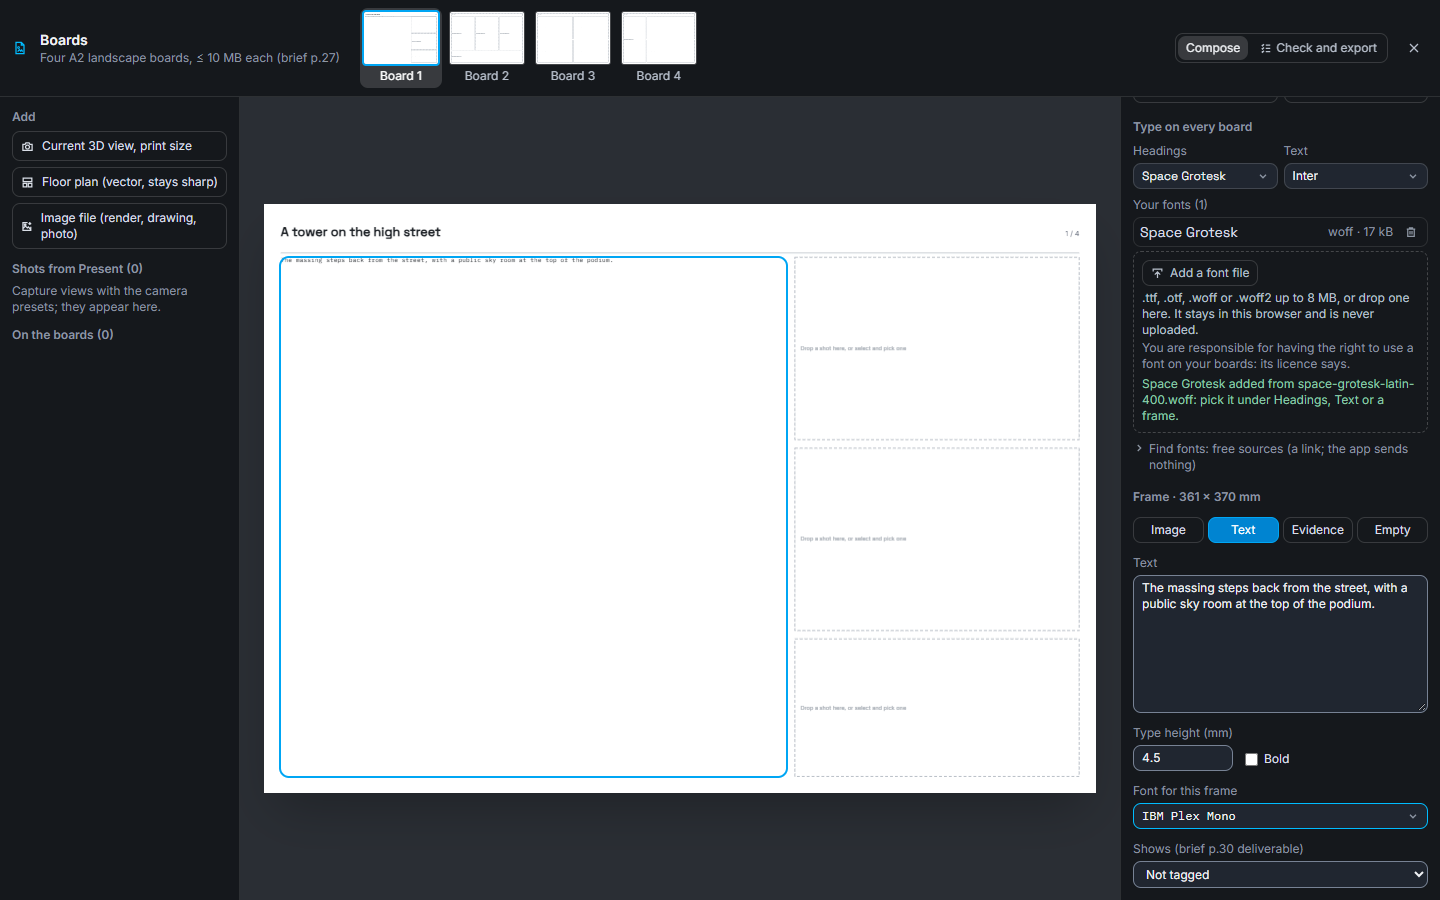 Boards
Four A2 landscape boards, ≤ 10 MB each (brief p.27)
Board 1
Board 2
Board 3
Board 4
Compose
Check and export
Add
Current 3D view, print size
Floor plan (vector, stays sharp)
Image file (render, drawing,
photo)
Shots from Present (0)
Capture views with the camera
presets; they appear here.
On the boards (0)
A tower on the high street
1 / 4
The massing steps back from the street, with a public sky room at the top of the podium.
Drop a shot here, or select and pick one
Drop a shot here, or select and pick one
Drop a shot here, or select and pick one
Type on every board
Headings
Text
Space Grotesk
Inter
Your fonts (1)
Space Grotesk
woff · 17 kB
Add a font file
.ttf, .otf, .woff or .woff2 up to 8 MB, or drop one
here. It stays in this browser and is never
uploaded.
You are responsible for having the right to use a
font on your boards: its licence says.
Space Grotesk added from space-grotesk-latin-
400.woff: pick it under Headings, Text or a
frame.
Find fonts: free sources (a link; the app sends
nothing)
Frame · 361 × 370 mm
Image
Text
Evidence
Empty
Text
The massing steps back from the street, with a
public sky room at the top of the podium.
Type height (mm)
4.5
Bold
Font for this frame
IBM Plex Mono
Shows (brief p.30 deliverable)
Not tagged